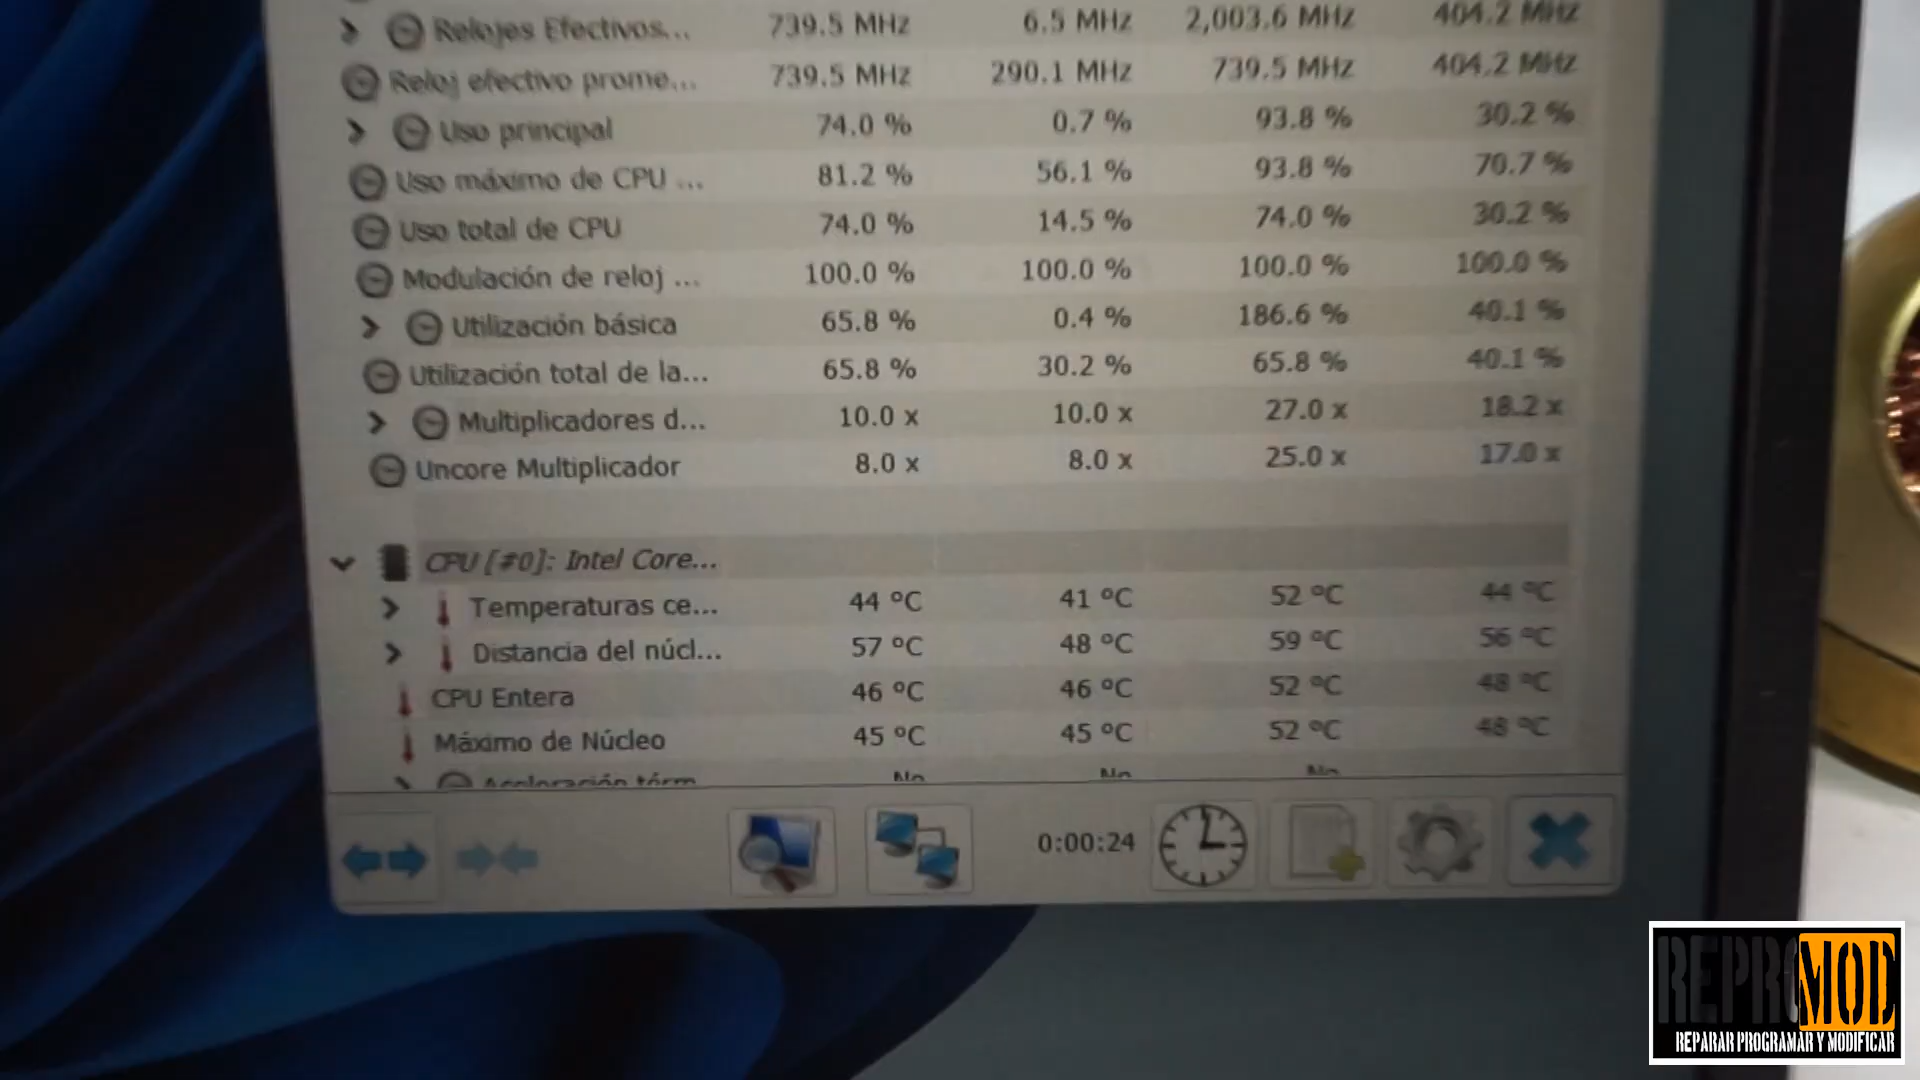 Relojes Efectivos... 739.5 MHz 6.5 MHz 2,003.6 MHz 404.2 MHz
Reloj efectivo prome... 739.5 MHz 290.1 MHz 739.5 MHz 404.2 MHz
Uso principal 74.0 % 0.7 % 93.8 % 30.2 %
Uso máximo de CPU ... 81.2 % 56.1 % 93.8 % 70.7 %
Uso total de CPU 74.0 % 14.5 % 74.0 % 30.2 %
Modulación de reloj ... 100.0 % 100.0 % 100.0 % 100.0 %
Utilización básica 65.8 % 0.4 % 186.6 % 40.1 %
Utilización total de la... 65.8 % 30.2 % 65.8 % 40.1 %
Multiplicadores d... 10.0 x 10.0 x 27.0 x 18.2 x
Uncore Multiplicador 8.0 x 8.0 x 25.0 x 17.0 x
CPU [#0]: Intel Core...
Temperaturas ce... 44 °C 41 °C 52 °C 44 °C
Distancia del núcl... 57 °C 48 °C 59 °C 56 °C
CPU Entera 46 °C 46 °C 52 °C 48 °C
Máximo de Núcleo 45 °C 45 °C 52 °C 48 °C
No No No
0:00:24
REPROMOD
REPARAR PROGRAMAR Y MODIFICAR